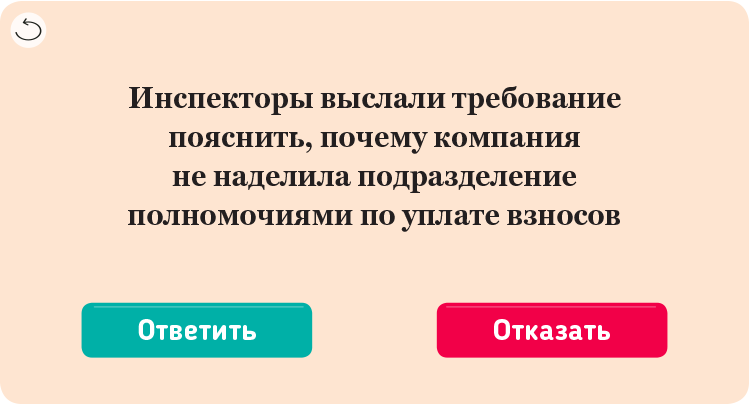 Инспекторы выслали требование
пояснить, почему компания
не наделила подразделение
полномочиями по уплате взносов
Ответить
Отказать